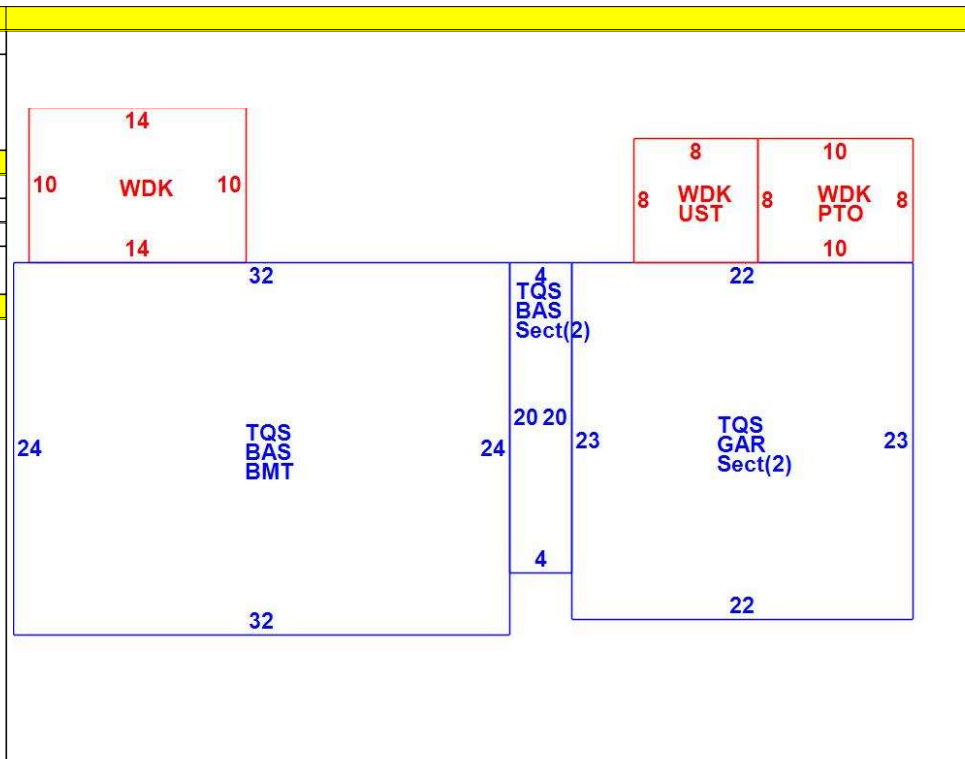 14
10 WDK 10
14
8 10
8 WDK 8 WDK 8
UST PTO
10
32 4 22
TQS
BAS
Sect(2)
24 TQS 24 20 20 23 TQS 23
BAS GAR
BMT Sect(2)
4
32 22